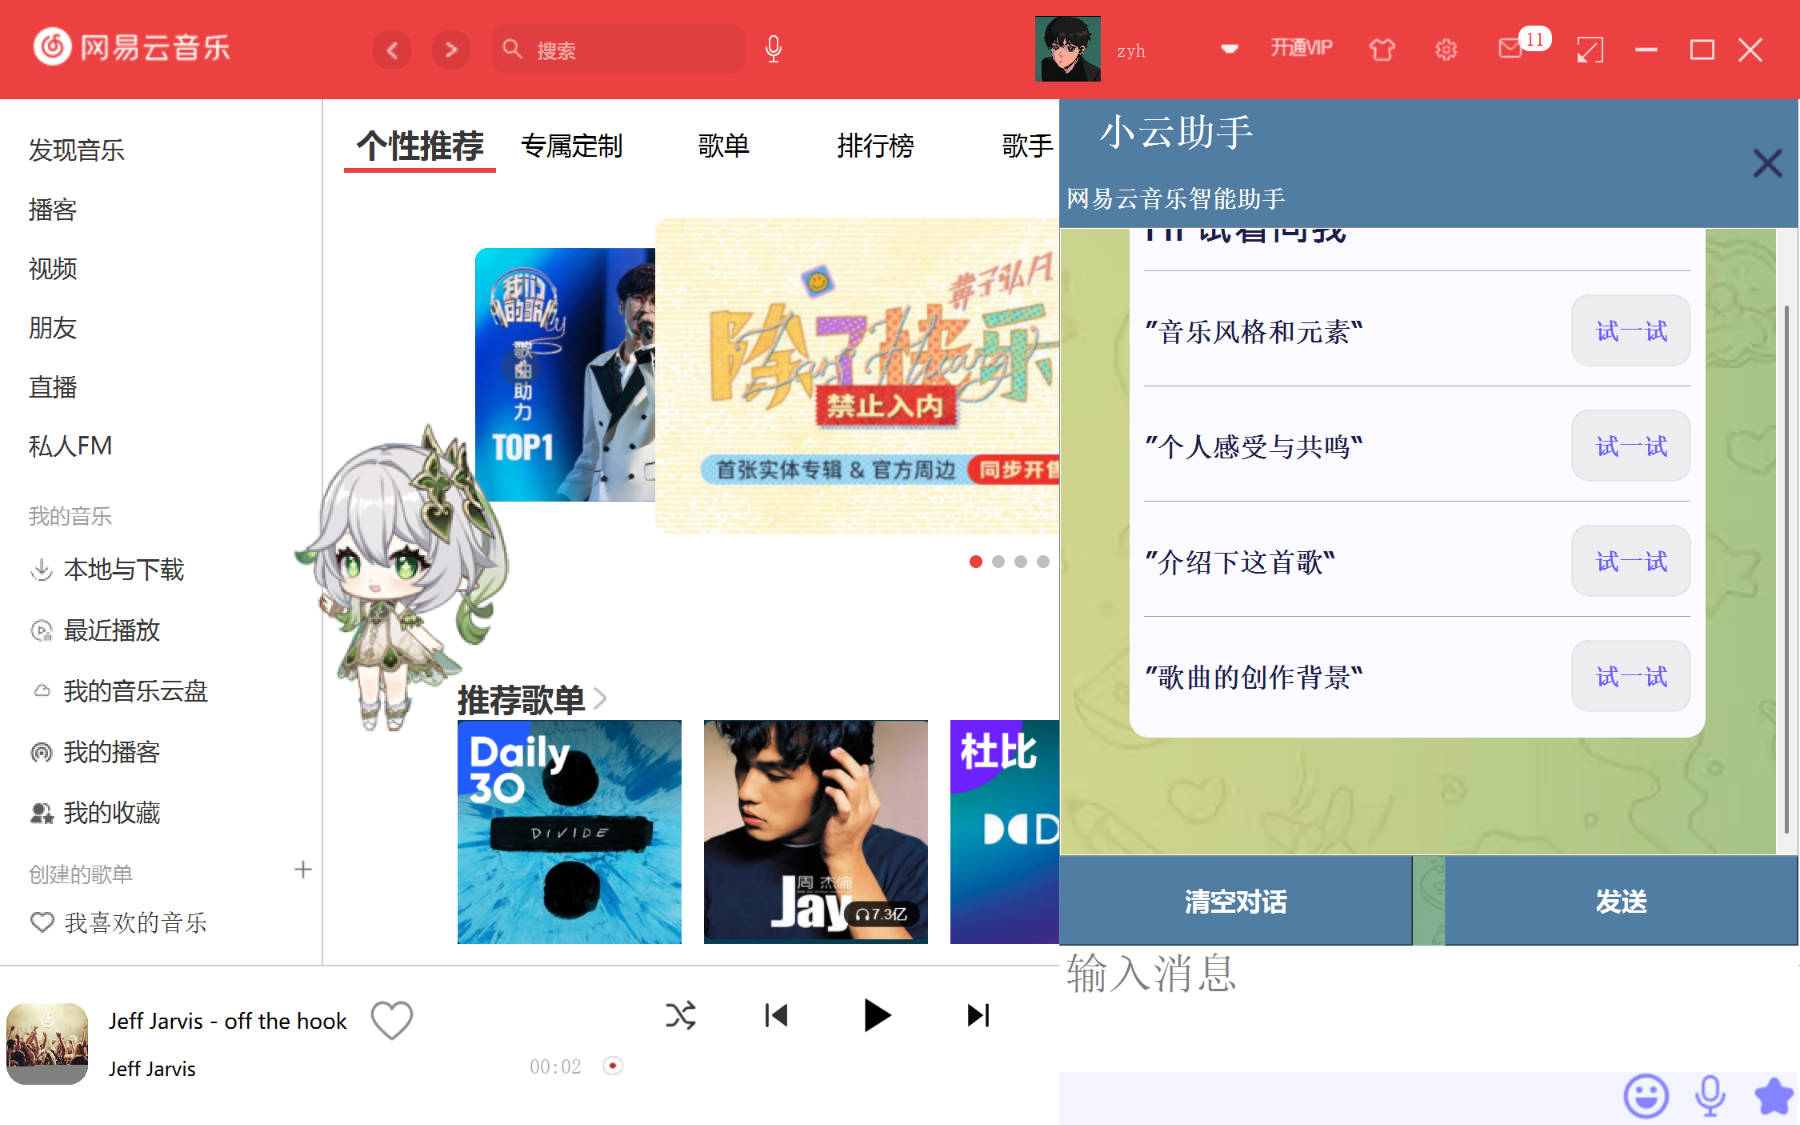 网易云音乐
搜索
zyh
开通VIP
11
发现音乐
播客
视频
朋友
直播
私人FM
我的音乐
本地与下载
最近播放
我的音乐云盘
我的播客
我的收藏
创建的歌单
我喜欢的音乐
个性推荐
专属定制
歌单
排行榜
歌手
我们的歌
歌曲助力
TOP1
除了快乐
禁止入内
首张实体专辑 & 官方周边
同步开售
推荐歌单
Daily
30
DIVIDE
周杰倫
Jay
7.3亿
杜比
小云助手
网易云音乐智能助手
Hi 试着问我
"音乐风格和元素"
试一试
"个人感受与共鸣"
试一试
"介绍下这首歌"
试一试
"歌曲的创作背景"
试一试
清空对话
发送
输入消息
Jeff Jarvis - off the hook
Jeff Jarvis
00:02